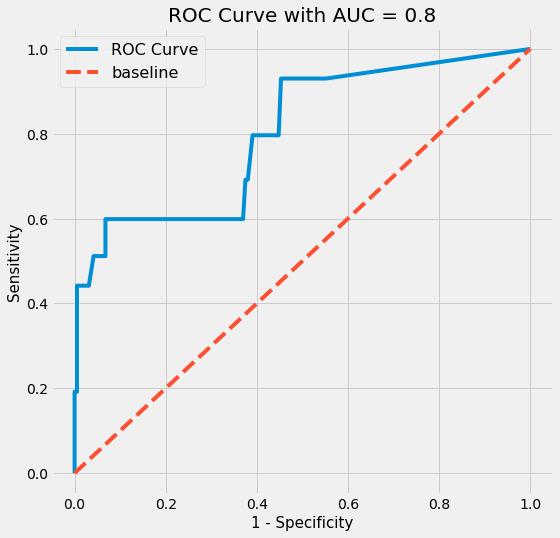 ROC Curve with AUC = 0.8
ROC Curve
baseline
1.0
0.8
0.6
0.4
0.2
0.0
Sensitivity
0.0 0.2 0.4 0.6 0.8 1.0
1 - Specificity